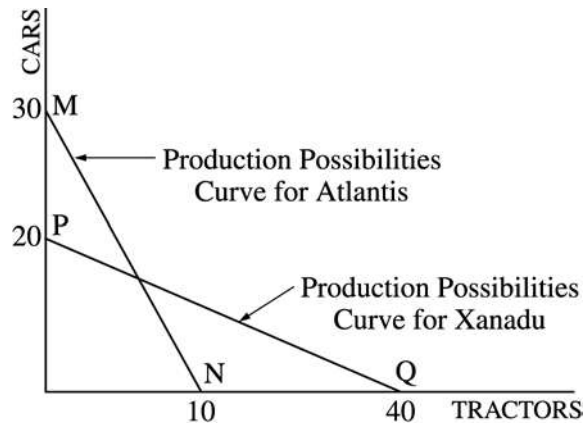 CARS
30 M
Production Possibilities
Curve for Atlantis
20 P
Production Possibilities
Curve for Xanadu
N Q
10 40 TRACTORS